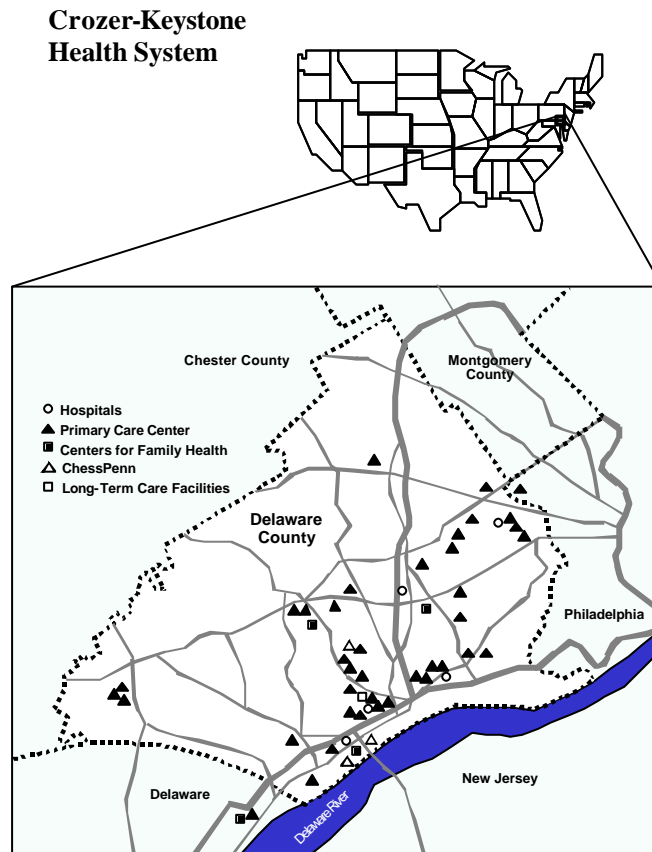 Crozer-Keystone
Health System
Chester County
Montgomery
County
Hospitals
Primary Care Center
Centers for Family Health
ChessPenn
Long-Term Care Facilities
Delaware
County
Philadelphia
New Jersey
Delaware
Delaware River